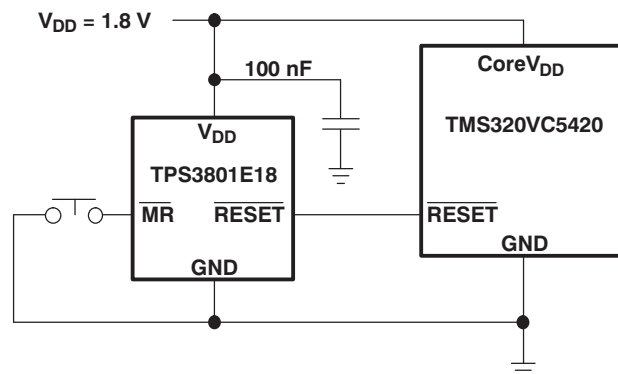 VDD = 1.8 V
100 nF
CoreVDD
VDD
TMS320VC5420
TPS3801E18
MR RESET
RESET
GND
GND